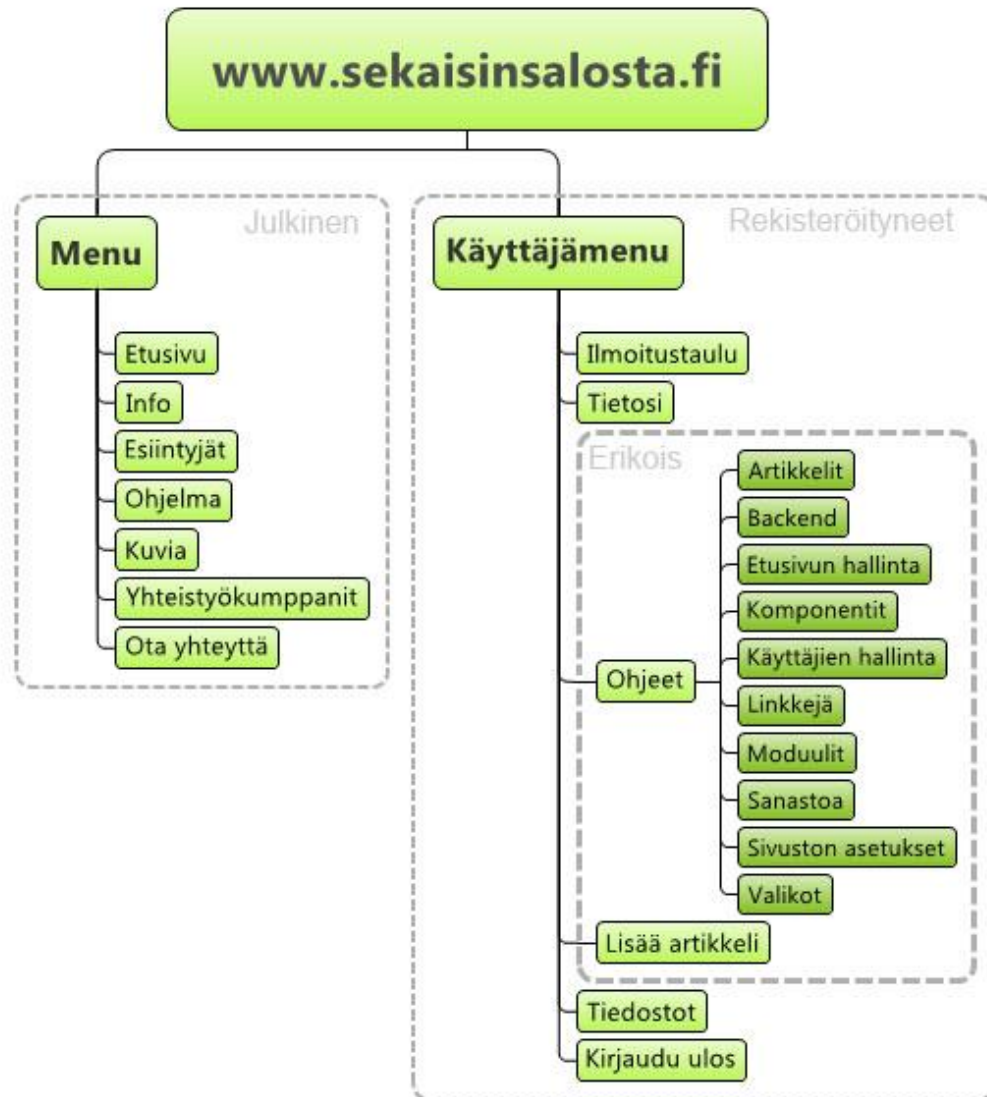 www.sekaisinsalosta.fi
Julkinen
Menu
Etusivu
Info
Esiintyjät
Ohjelma
Kuvia
Yhteistyökumppanit
Ota yhteyttä
Rekisteröityneet
Käyttäjämenu
Ilmoitustaulu
Tietosi
Erikois
Ohjeet
Artikkelit
Backend
Etusivun hallinta
Komponentit
Käyttäjien hallinta
Linkkejä
Moduulit
Sanastoa
Sivuston asetukset
Valikot
Lisää artikkeli
Tiedostot
Kirjaudu ulos